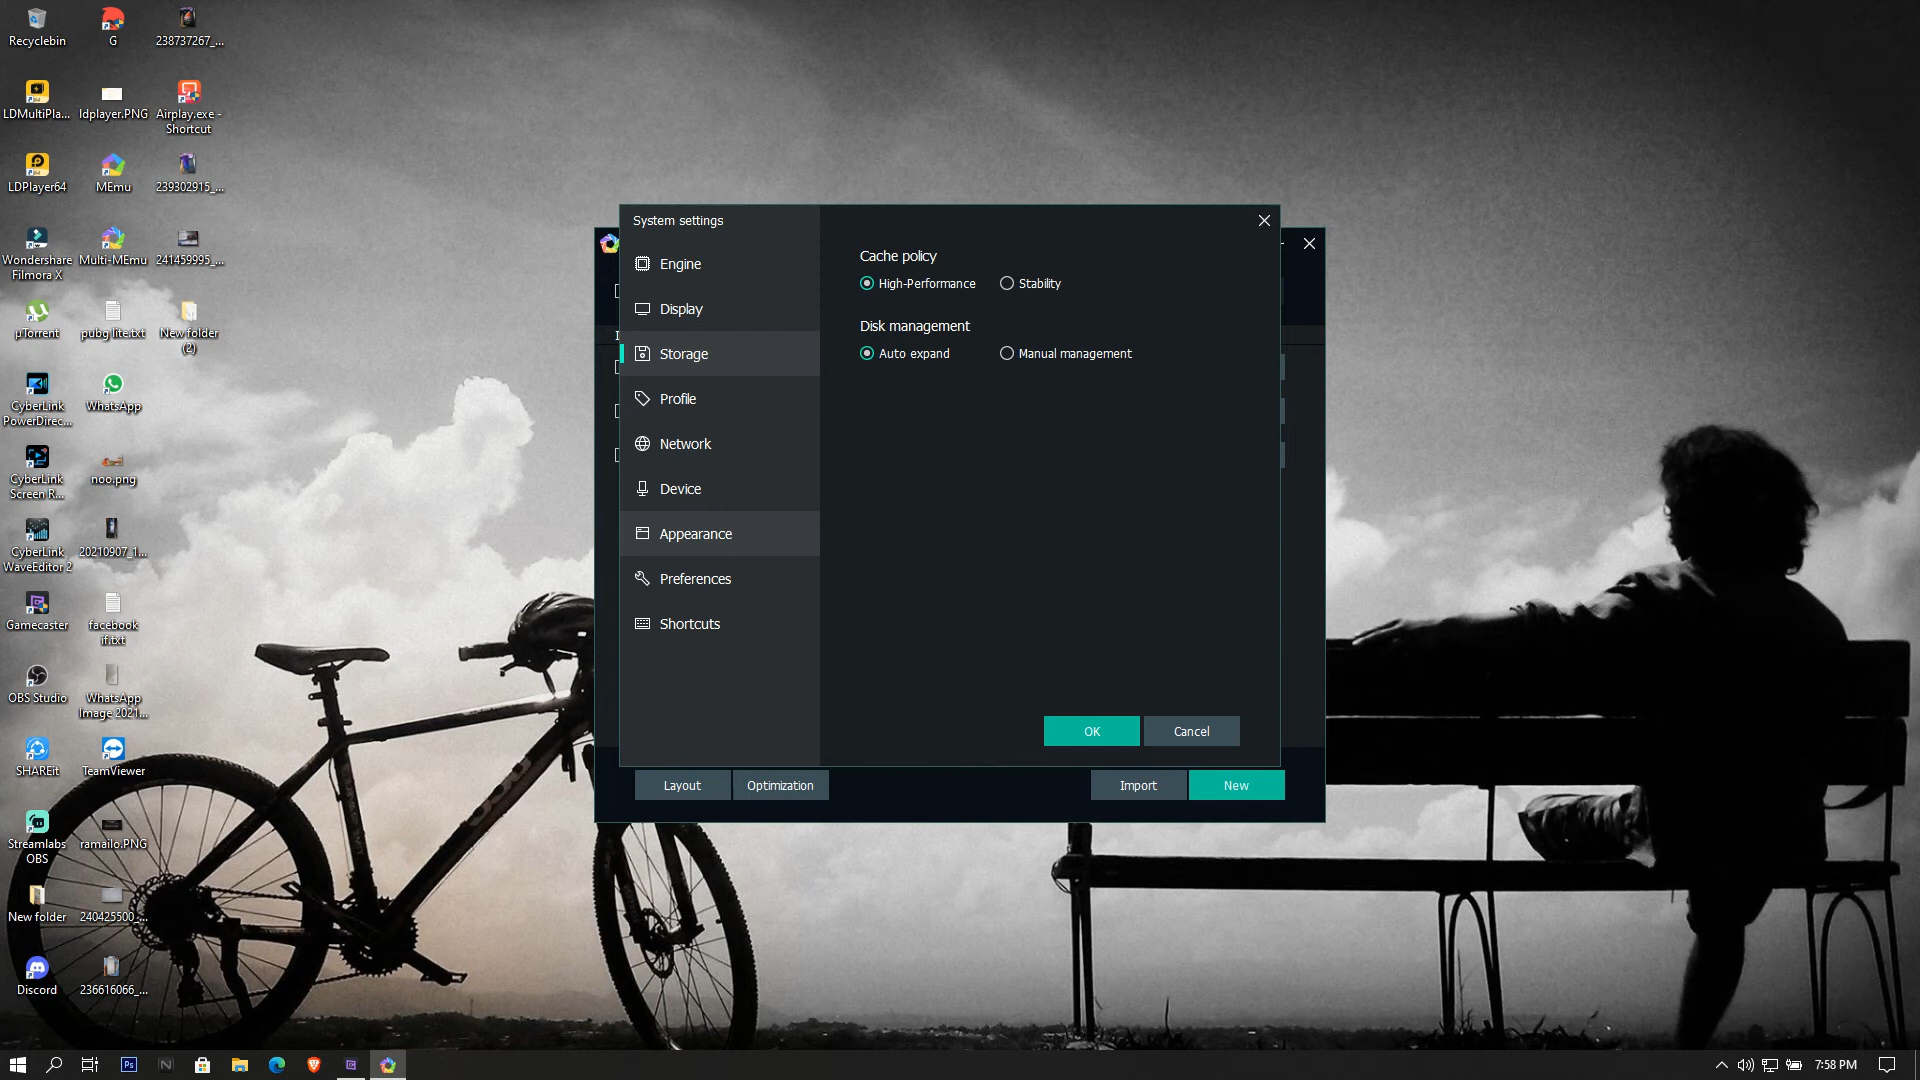 Recyclebin
G
238737267_...
LDMultiPla...
ldplayer.PNG
Airplay.exe -
Shortcut
LDPlayer64
MEmu
239302915_...
Wondershare
Filmora X
Multi-MEmu
241459995_...
µTorrent
pubg lite.txt
New folder
(2)
CyberLink
PowerDirec...
WhatsApp
CyberLink
Screen R...
noo.png
CyberLink
WaveEditor 2
20210907_1...
Gamecaster
facebook
if.txt
OBS Studio
WhatsApp
Image 2021...
SHAREit
TeamViewer
Streamlabs
OBS
ramailo.PNG
New folder
240425500_...
Discord
236616066_...
System settings
Engine
Display
Storage
Profile
Network
Device
Appearance
Preferences
Shortcuts
Cache policy
High-Performance
Stability
Disk management
Auto expand
Manual management
OK
Cancel
Layout
Optimization
Import
New
Ps
N
7:58 PM